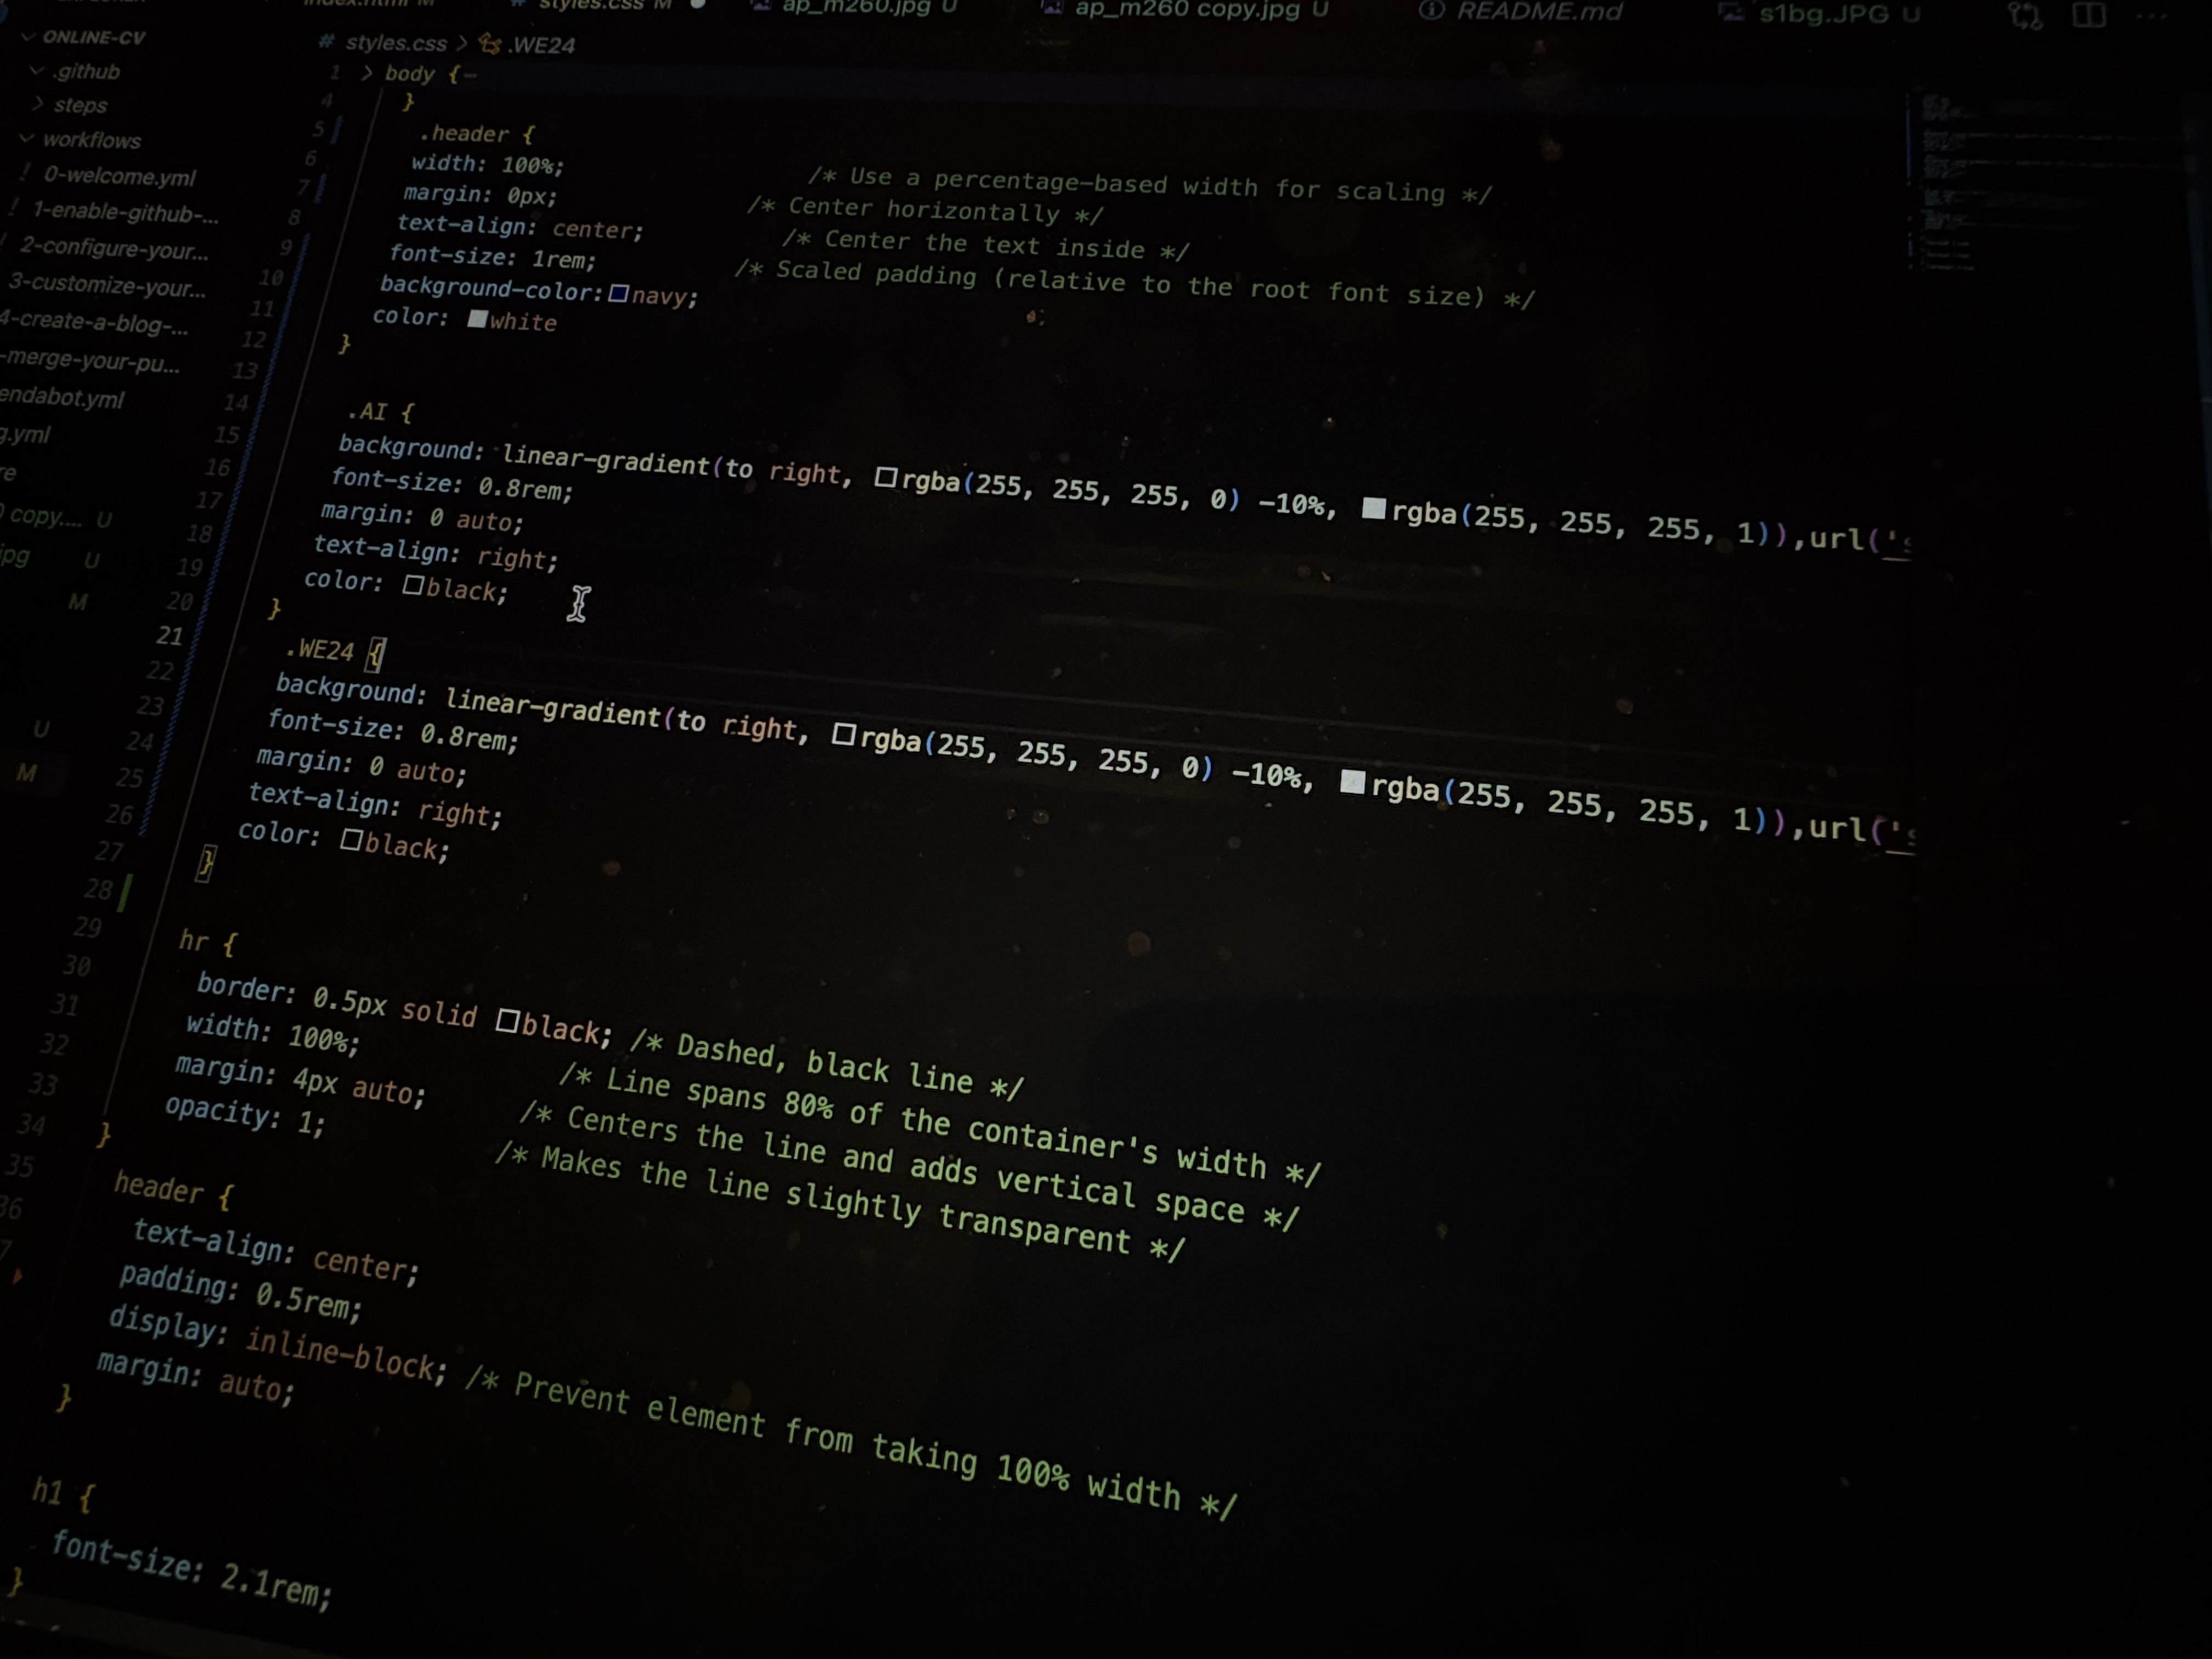 styles.css M
ap_m260.jpg U
ap_m260 copy.jpg U
README.md
s1bg.JPG U
ONLINE-CV
.github
steps
workflows
! 0-welcome.yml
! 1-enable-github-...
! 2-configure-your...
3-customize-your...
4-create-a-blog-...
-merge-your-pu...
endabot.yml
g.yml
re
copy.... U
jpg U
M
U
M
# styles.css > .WE24
1 > body {
4 }
5 .header {
6 width: 100%; /* Use a percentage-based width for scaling */
7 margin: 0px; /* Center horizontally */
8 text-align: center; /* Center the text inside */
9 font-size: 1rem; /* Scaled padding (relative to the root font size) */
10 background-color: navy;
11 color: white
12 }
13
14 .AI {
15 background: linear-gradient(to right, rgba(255, 255, 255, 0) -10%, rgba(255, 255, 255, 1)),url('s
16 font-size: 0.8rem;
17 margin: 0 auto;
18 text-align: right;
19 color: black;
20 }
21 .WE24 {
22 background: linear-gradient(to right, rgba(255, 255, 255, 0) -10%, rgba(255, 255, 255, 1)),url('s
23 font-size: 0.8rem;
24 margin: 0 auto;
25 text-align: right;
26 color: black;
27 }
28
29 hr {
30 border: 0.5px solid black; /* Dashed, black line */
31 width: 100%; /* Line spans 80% of the container's width */
32 margin: 4px auto; /* Centers the line and adds vertical space */
33 opacity: 1; /* Makes the line slightly transparent */
34 }
35 header {
36 text-align: center;
padding: 0.5rem;
display: inline-block; /* Prevent element from taking 100% width */
margin: auto;
}
h1 {
font-size: 2.1rem;
}